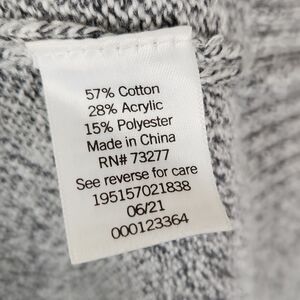 57% Cotton
28% Acrylic
15% Polyester
Made in China
RN# 73277
See reverse for care
195157021838
06/21
000123364